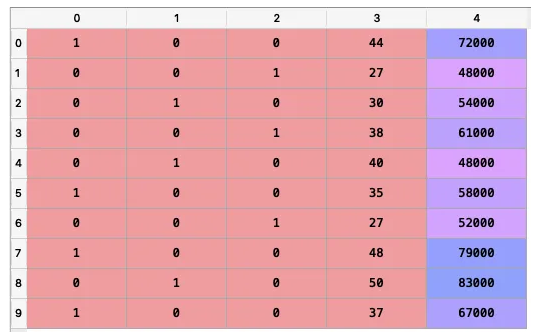 0 1 2 3 4
0 1 0 0 44 72000
1 0 0 1 27 48000
2 0 1 0 30 54000
3 0 0 1 38 61000
4 0 1 0 40 48000
5 1 0 0 35 58000
6 0 0 1 27 52000
7 1 0 0 48 79000
8 0 1 0 50 83000
9 1 0 0 37 67000